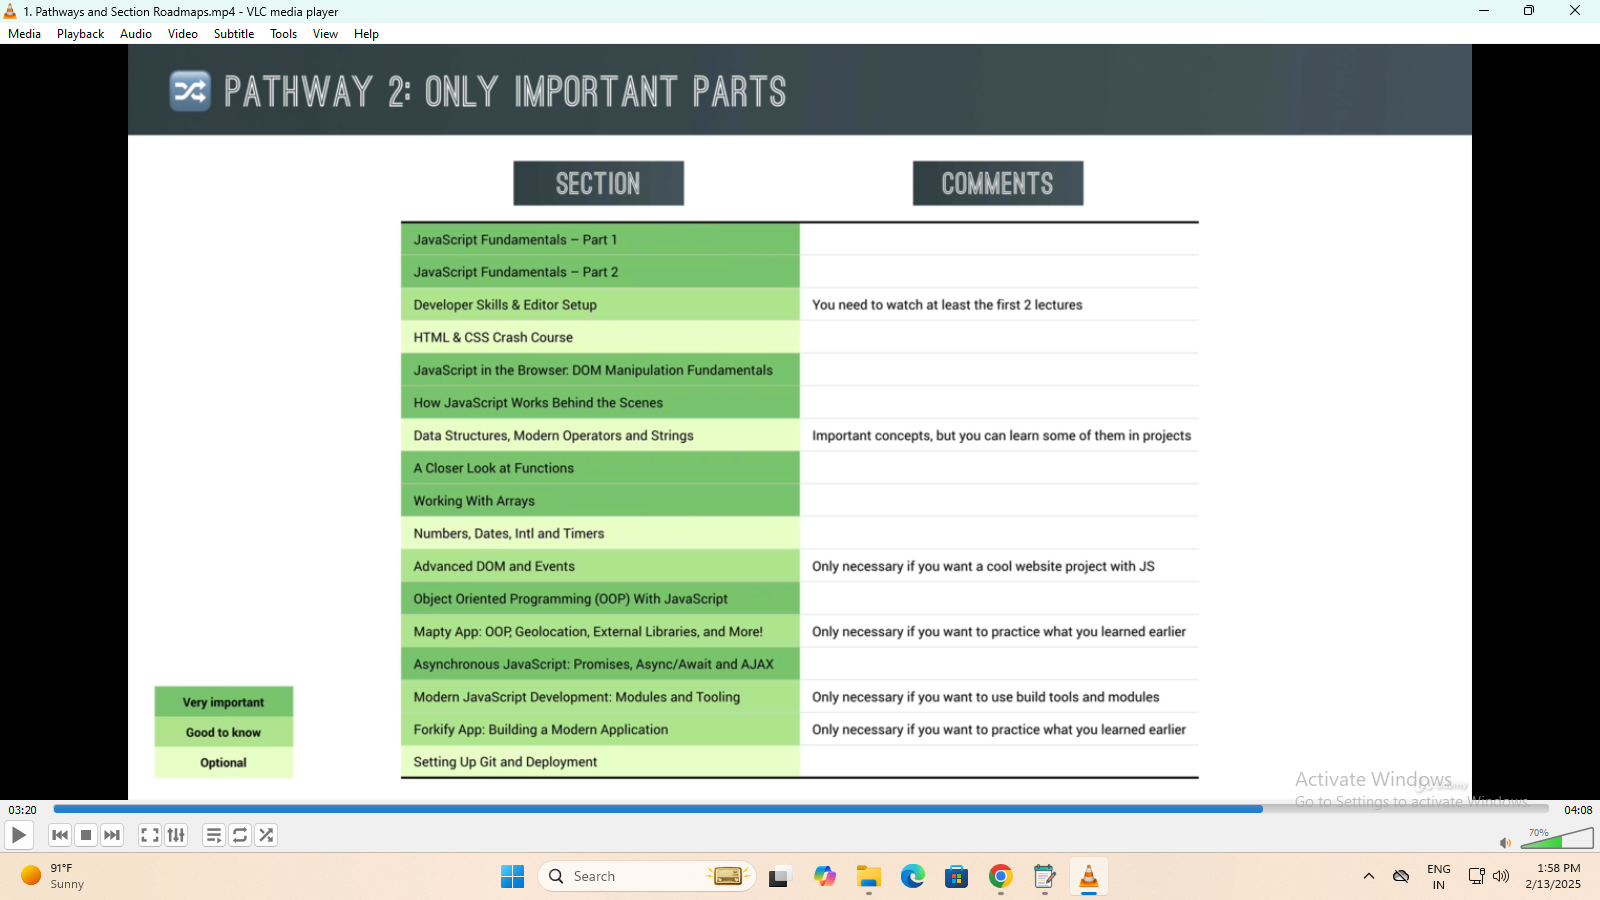 1. Pathways and Section Roadmaps.mp4 - VLC media player
Media Playback Audio Video Subtitle Tools View Help
PATHWAY 2: ONLY IMPORTANT PARTS
SECTION COMMENTS
JavaScript Fundamentals – Part 1
JavaScript Fundamentals – Part 2
Developer Skills & Editor Setup You need to watch at least the first 2 lectures
HTML & CSS Crash Course
JavaScript in the Browser: DOM Manipulation Fundamentals
How JavaScript Works Behind the Scenes
Data Structures, Modern Operators and Strings Important concepts, but you can learn some of them in projects
A Closer Look at Functions
Working With Arrays
Numbers, Dates, Intl and Timers
Advanced DOM and Events Only necessary if you want a cool website project with JS
Object Oriented Programming (OOP) With JavaScript
Mapty App: OOP, Geolocation, External Libraries, and More! Only necessary if you want to practice what you learned earlier
Asynchronous JavaScript: Promises, Async/Await and AJAX
Modern JavaScript Development: Modules and Tooling Only necessary if you want to use build tools and modules
Forkify App: Building a Modern Application Only necessary if you want to practice what you learned earlier
Setting Up Git and Deployment
Very important
Good to know
Optional
Activate Windows
Go to Settings to activate Windows.
03:20 04:08
70%
91°F
Sunny
Search
ENG
IN
1:58 PM
2/13/2025